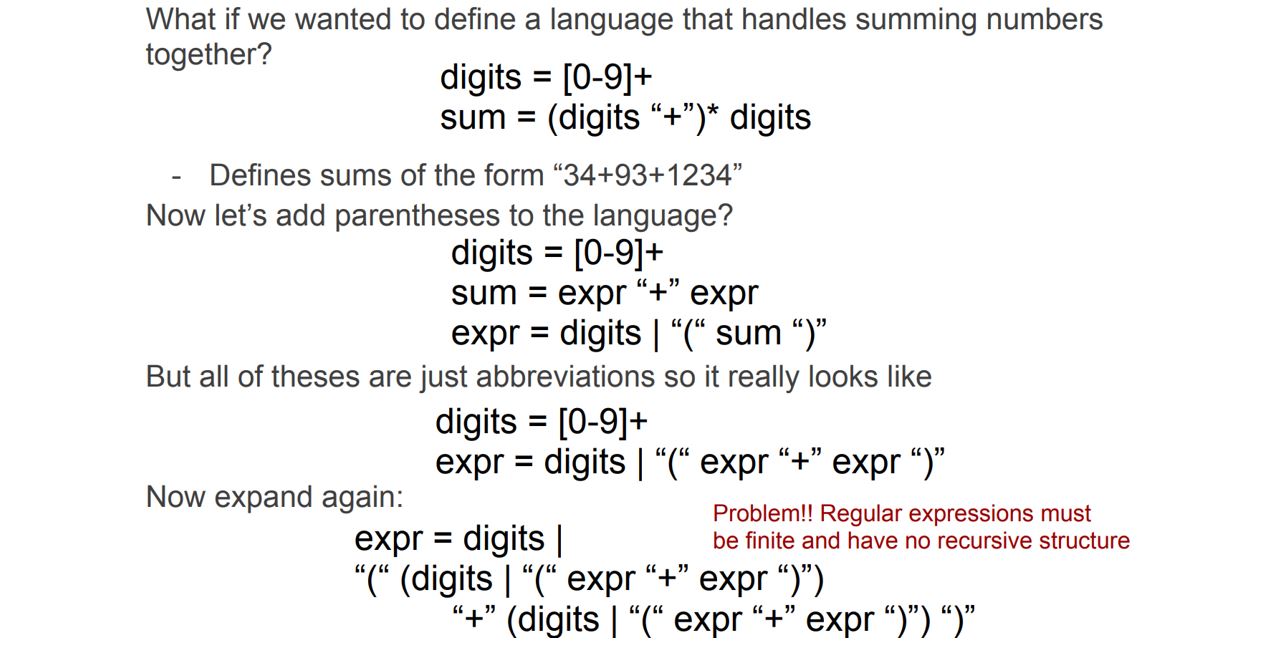 What if we wanted to define a language that handles summing numbers
together?
digits = [0-9]+
sum = (digits “+”)* digits
- Defines sums of the form “34+93+1234”
Now let’s add parentheses to the language?
digits = [0-9]+
sum = expr “+” expr
expr = digits | “(“ sum “)”
But all of theses are just abbreviations so it really looks like
digits = [0-9]+
expr = digits | “(“ expr “+” expr “)”
Now expand again:
Problem!! Regular expressions must
be finite and have no recursive structure
expr = digits |
“(“ (digits | “(“ expr “+” expr “)”)
“+” (digits | “(“ expr “+” expr “)”) “)”